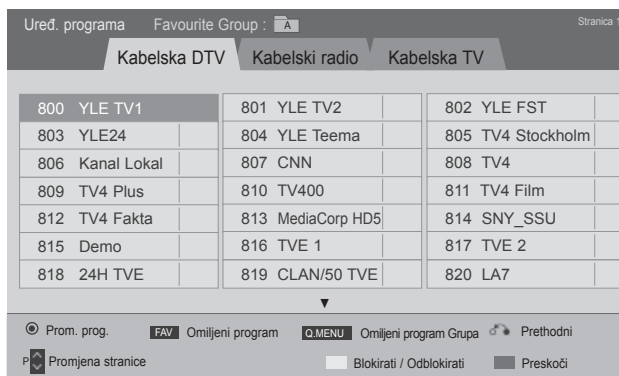 Uređ. programa Favourite Group : A Stranica 1
Kabelska DTV Kabelski radio Kabelska TV
800 YLE TV1 801 YLE TV2 802 YLE FST
803 YLE24 804 YLE Teema 805 TV4 Stockholm
806 Kanal Lokal 807 CNN 808 TV4
809 TV4 Plus 810 TV400 811 TV4 Film
812 TV4 Fakta 813 MediaCorp HD5 814 SNY_SSU
815 Demo 816 TVE 1 817 TVE 2
818 24H TVE 819 CLAN/50 TVE 820 LA7
▼
Prom. prog. FAV Omiljeni program Q.MENU Omiljeni program Grupa Prethodni
P Promjena stranice Blokirati / Odblokirati Preskoči